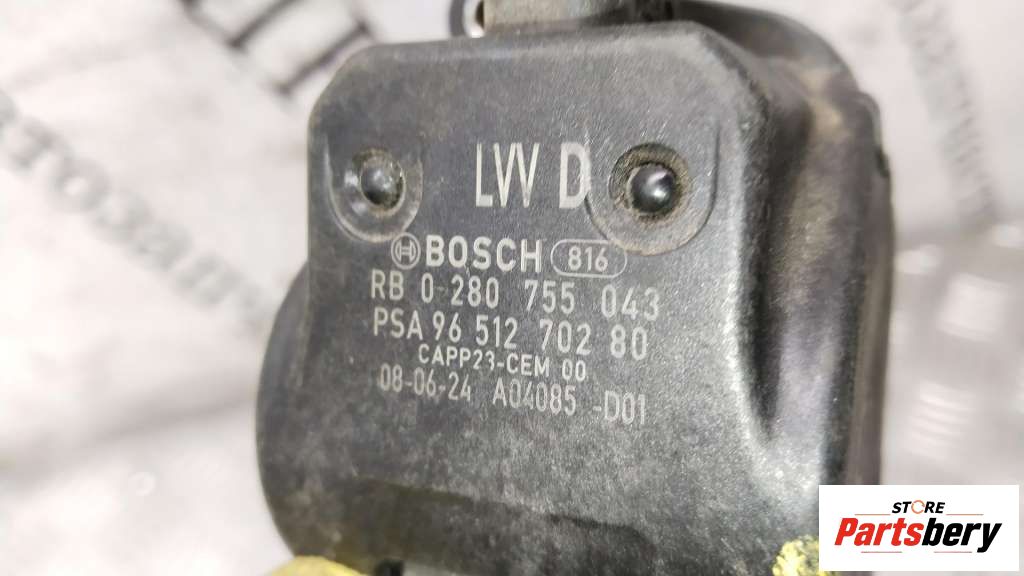 LW D
BOSCH 816
RB 0 280 755 043
PSA 96 512 702 80
CAPP23-CEM 00
08-06-24 A04085 -D01
STORE
Partsbery